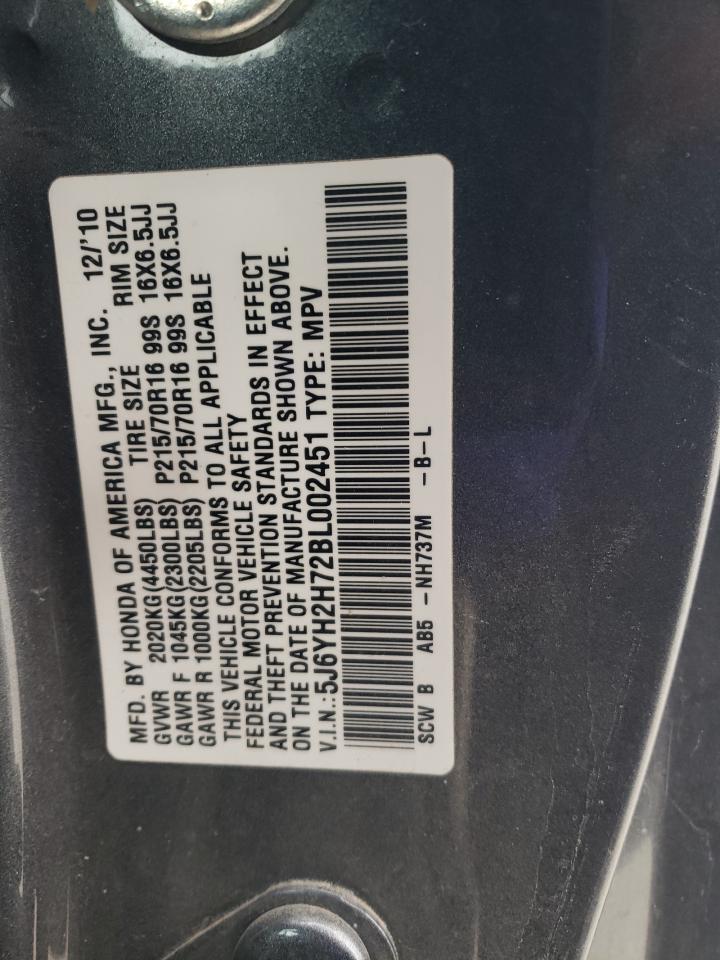 MFD. BY HONDA OF AMERICA MFG., INC. 12/'10
GVWR 2020KG(4450LBS) TIRE SIZE RIM SIZE
GAWR F 1045KG(2300LBS) P215/70R16 99S 16X6.5JJ
GAWR R 1000KG(2205LBS) P215/70R16 99S 16X6.5JJ
THIS VEHICLE CONFORMS TO ALL APPLICABLE
FEDERAL MOTOR VEHICLE SAFETY
AND THEFT PREVENTION STANDARDS IN EFFECT
ON THE DATE OF MANUFACTURE SHOWN ABOVE.
V.I.N.:5J6YH2H72BL002451 TYPE: MPV
SCW B AB5 -NH737M -B-L